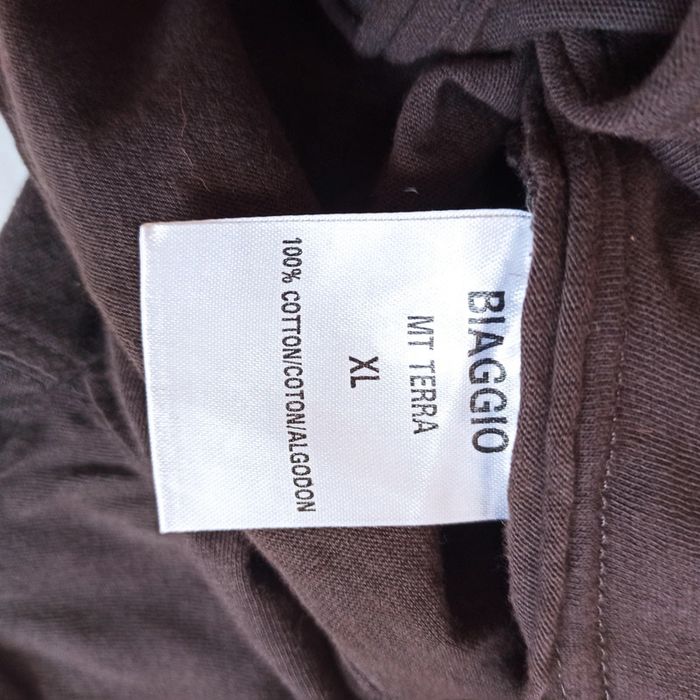 BIAGGIO
MT TERRA
XL
100% COTTON/COTON/ALGODON